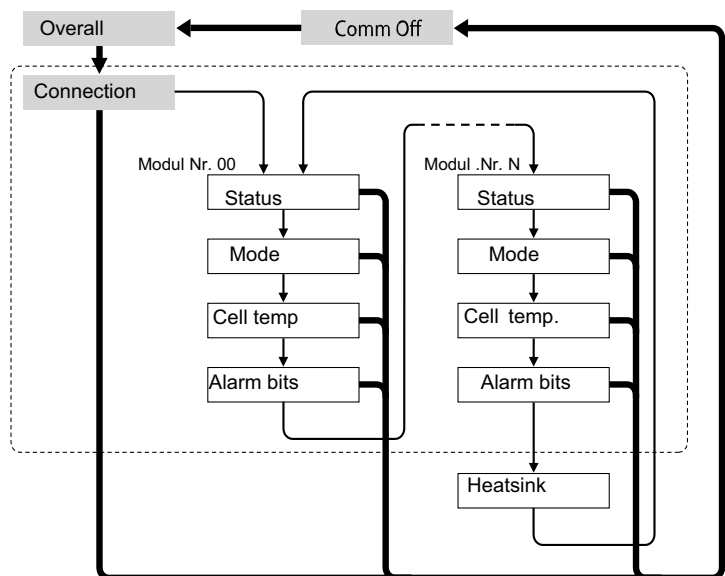 Overall
Comm Off
Connection
Modul Nr. 00
Status
Mode
Cell temp
Alarm bits
Modul .Nr. N
Status
Mode
Cell temp.
Alarm bits
Heatsink